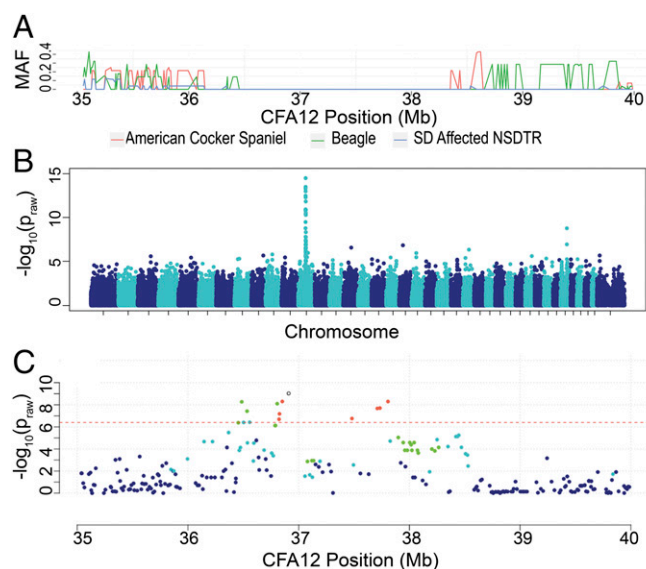 A
MAF
0 0.2 0.4
35 36 37 38 39 40
CFA12 Position (Mb)
American Cocker Spaniel Beagle SD Affected NSDTR
B
-log10(praw)
15
10
5
0
Chromosome
C
-log10(praw)
10
8
6
4
2
0
35 36 37 38 39 40
CFA12 Position (Mb)